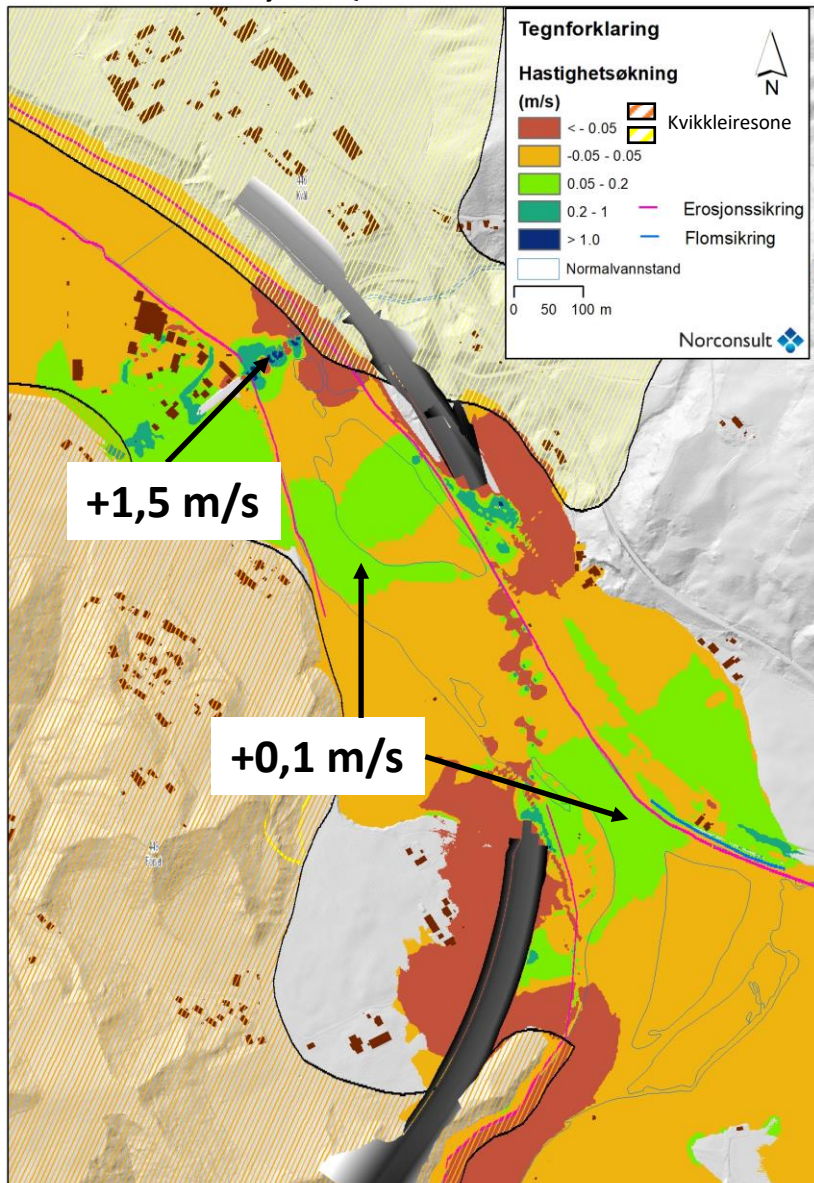 Tegnforklaring
Hastighetsøkning
(m/s)
< - 0.05
-0.05 - 0.05
0.05 - 0.2
0.2 - 1
> 1.0
Normalvannstand
0 50 100 m
N
Kvikkleiresone
Erosjonssikring
Flomsikring
Norconsult
+1,5 m/s
+0,1 m/s